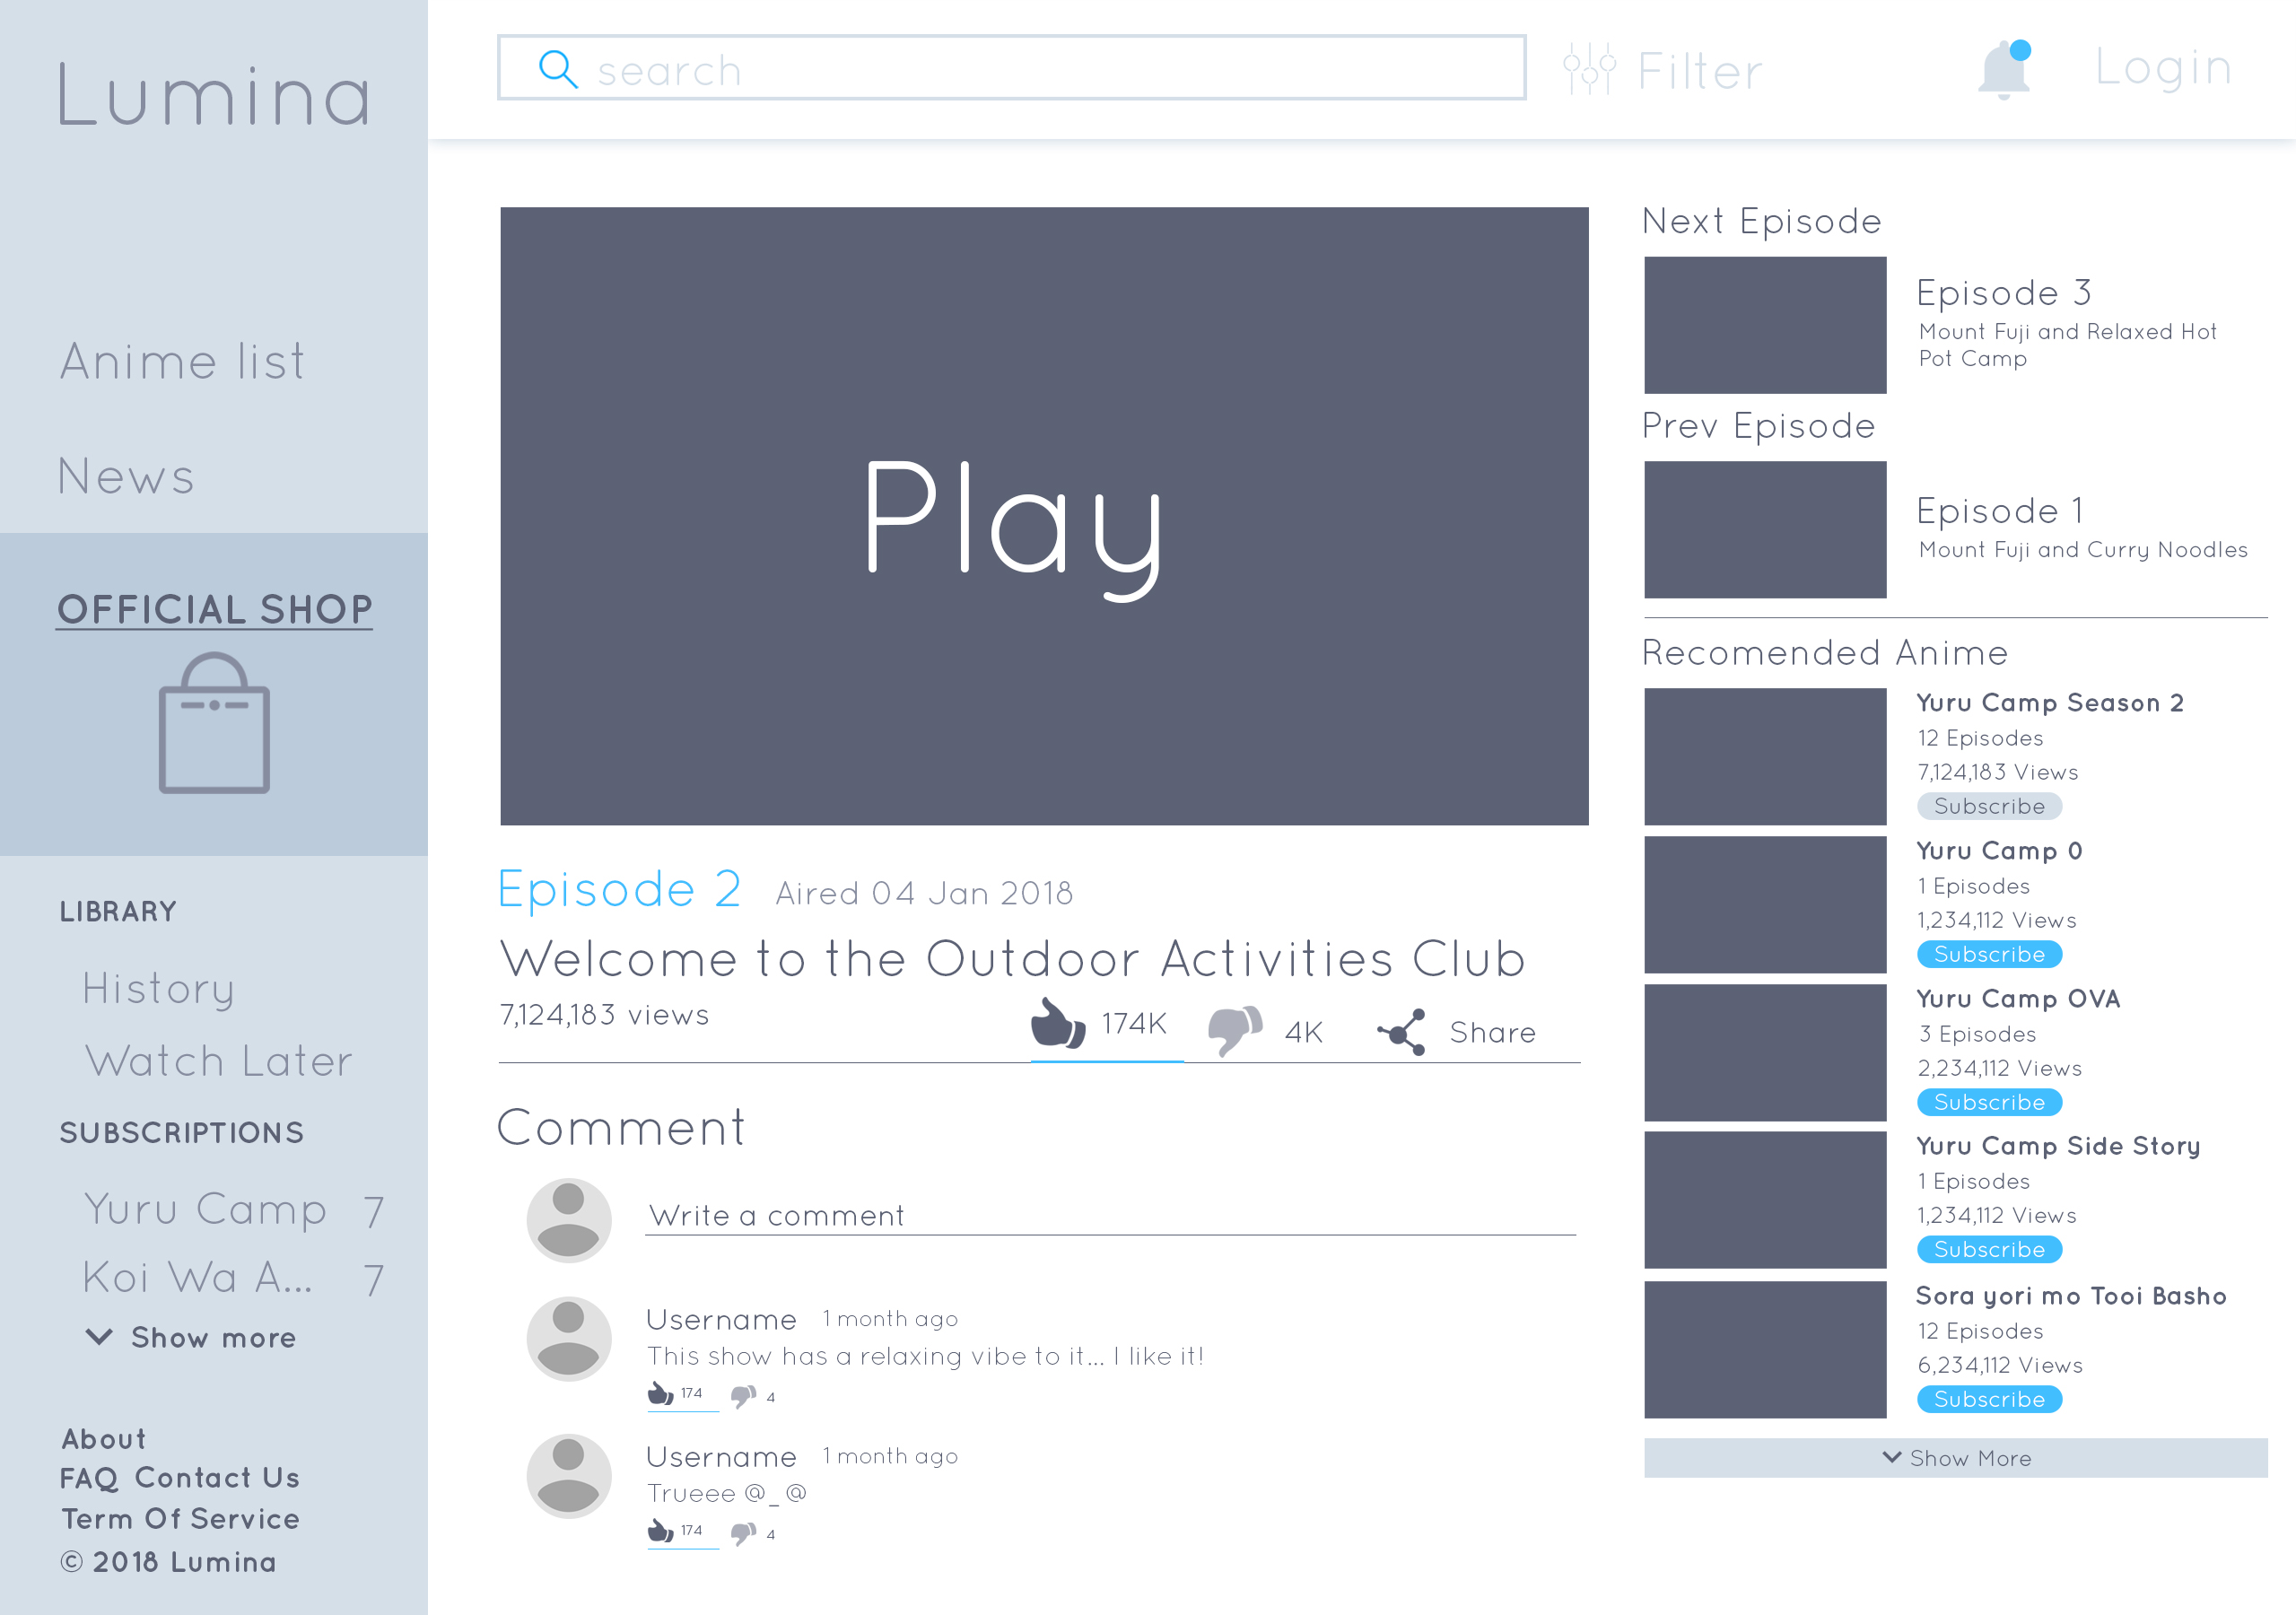 Lumina
Anime list
News
OFFICIAL SHOP
LIBRARY
History
Watch Later
SUBSCRIPTIONS
Yuru Camp 7
Koi Wa A... 7
Show more
About
FAQ Contact Us
Term Of Service
© 2018 Lumina
search
Filter
Login
Play
Episode 2 Aired 04 Jan 2018
Welcome to the Outdoor Activities Club
7,124,183 views
174K
4K
Share
Comment
Write a comment
Username 1 month ago
This show has a relaxing vibe to it... I like it!
174 4
Username 1 month ago
Trueee @_@
174 4
Next Episode
Episode 3
Mount Fuji and Relaxed Hot
Pot Camp
Prev Episode
Episode 1
Mount Fuji and Curry Noodles
Recomended Anime
Yuru Camp Season 2
12 Episodes
7,124,183 Views
Subscribe
Yuru Camp 0
1 Episodes
1,234,112 Views
Subscribe
Yuru Camp OVA
3 Episodes
2,234,112 Views
Subscribe
Yuru Camp Side Story
1 Episodes
1,234,112 Views
Subscribe
Sora yori mo Tooi Basho
12 Episodes
6,234,112 Views
Subscribe
Show More